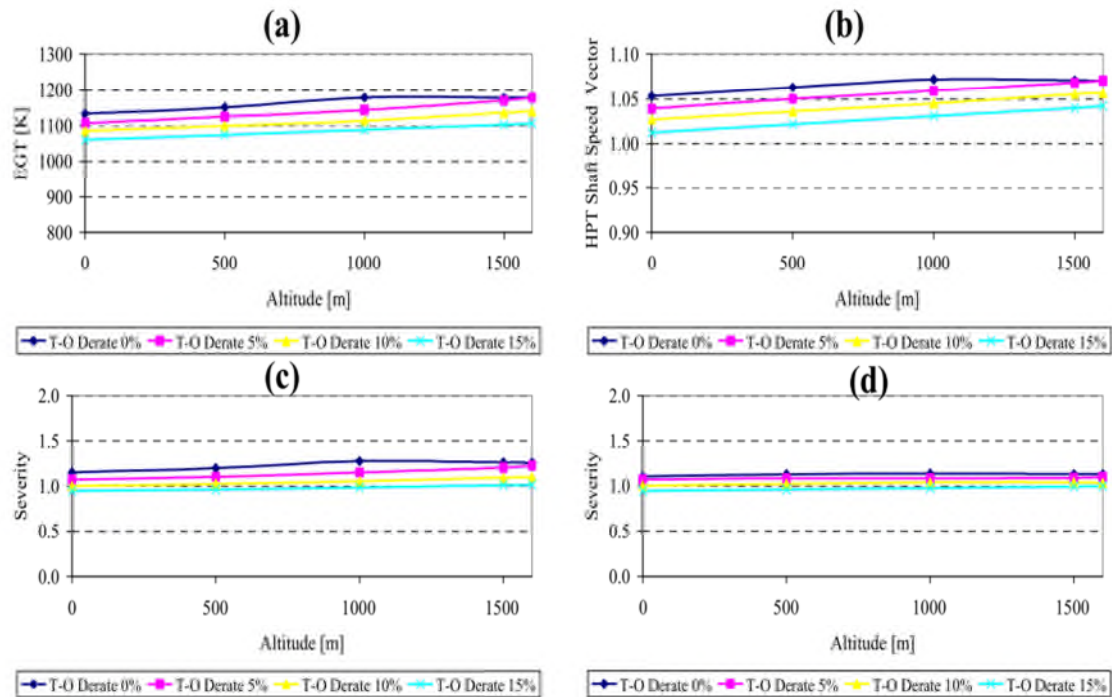 (a)
1300
1200
1100
1000
900
800
EGT [K]
0 500 1000 1500
Altitude [m]
T-O Derate 0% T-O Derate 5% T-O Derate 10% T-O Derate 15%
(b)
1.10
1.05
1.00
0.95
0.90
HPT Shaft Speed Vector
0 500 1000 1500
Altitude [m]
T-O Derate 0% T-O Derate 5% T-O Derate 10% T-O Derate 15%
(c)
2.0
1.5
1.0
0.5
0.0
Severity
0 500 1000 1500
Altitude [m]
T-O Derate 0% T-O Derate 5% T-O Derate 10% T-O Derate 15%
(d)
2.0
1.5
1.0
0.5
0.0
Severity
0 500 1000 1500
Altitude [m]
T-O Derate 0% T-O Derate 5% T-O Derate 10% T-O Derate 15%